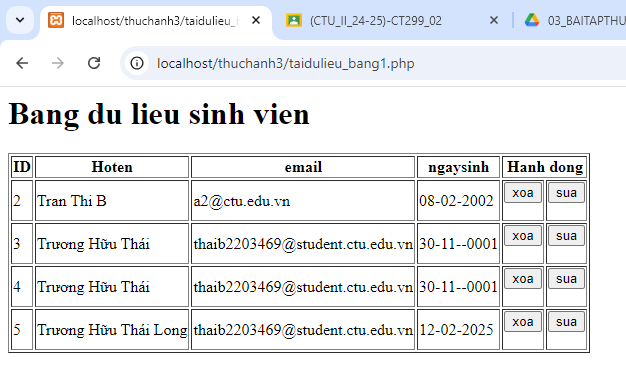 localhost/thuchanh3/taidulieu_b
(CTU_II_24-25)-CT299_02
03_BAITAPTHU
localhost/thuchanh3/taidulieu_bang1.php
Bang du lieu sinh vien
ID Hoten email ngaysinh Hanh dong
2 Tran Thi B a2@ctu.edu.vn 08-02-2002 xoa sua
3 Trương Hữu Thái thaib2203469@student.ctu.edu.vn 30-11--0001 xoa sua
4 Trương Hữu Thái thaib2203469@student.ctu.edu.vn 30-11--0001 xoa sua
5 Trương Hữu Thái Long thaib2203469@student.ctu.edu.vn 12-02-2025 xoa sua